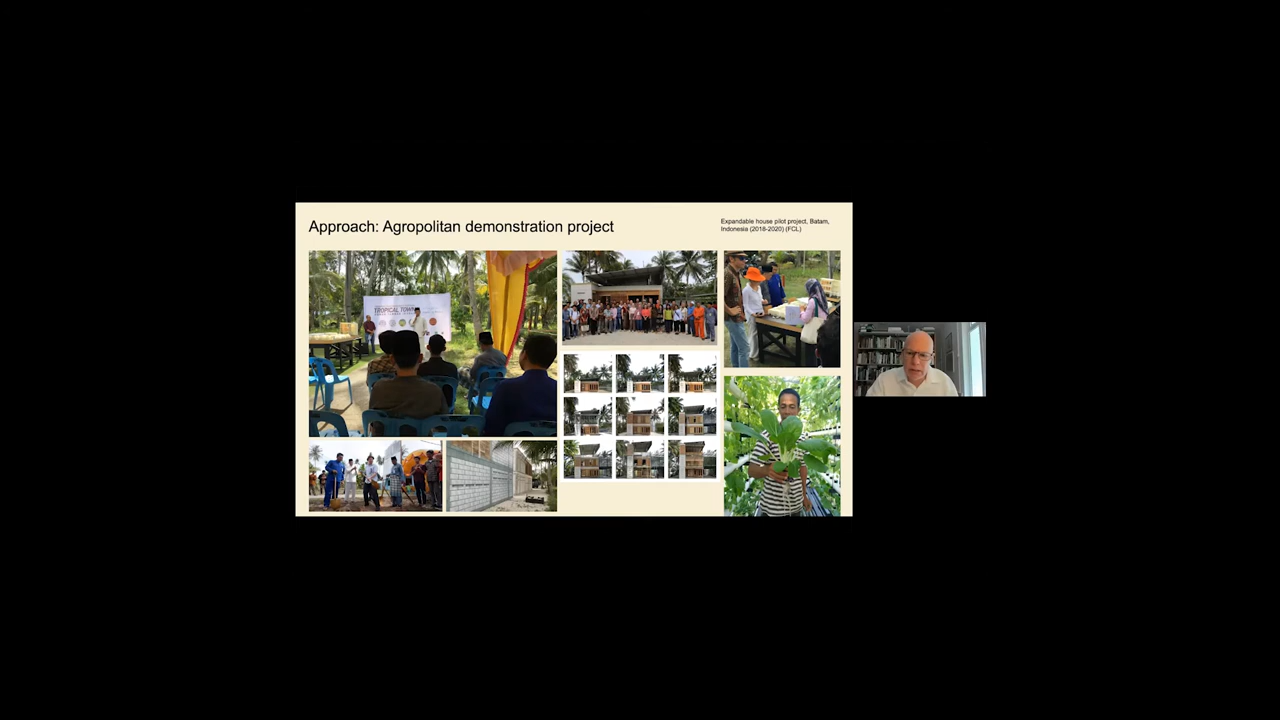 Approach: Agropolitan demonstration project
Expandable house pilot project, Batam,
Indonesia (2018-2020) (FCL)
TROPICAL TOWN